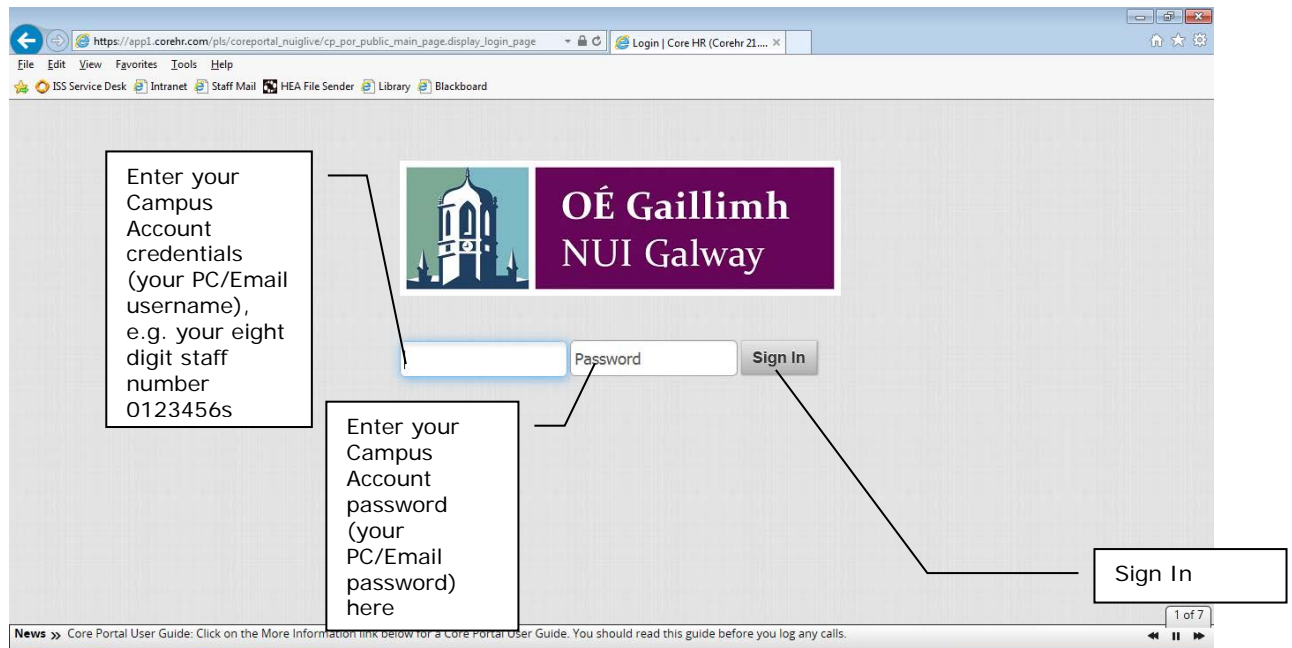 https://app1.corehr.com/pls/coreportal_nuiglive/cp_por_public_main_page.display_login_page
Login | Core HR (Corehr 21.... ×
File Edit View Favorites Tools Help
ISS Service Desk Intranet Staff Mail HEA File Sender Library Blackboard
Enter your
Campus
Account
credentials
(your PC/Email
username),
e.g. your eight
digit staff
number
0123456s
OÉ Gaillimh
NUI Galway
Password
Sign In
Enter your
Campus
Account
password
(your
PC/Email
password)
here
Sign In
1 of 7
News » Core Portal User Guide: Click on the More Information link below for a Core Portal User Guide. You should read this guide before you log any calls.